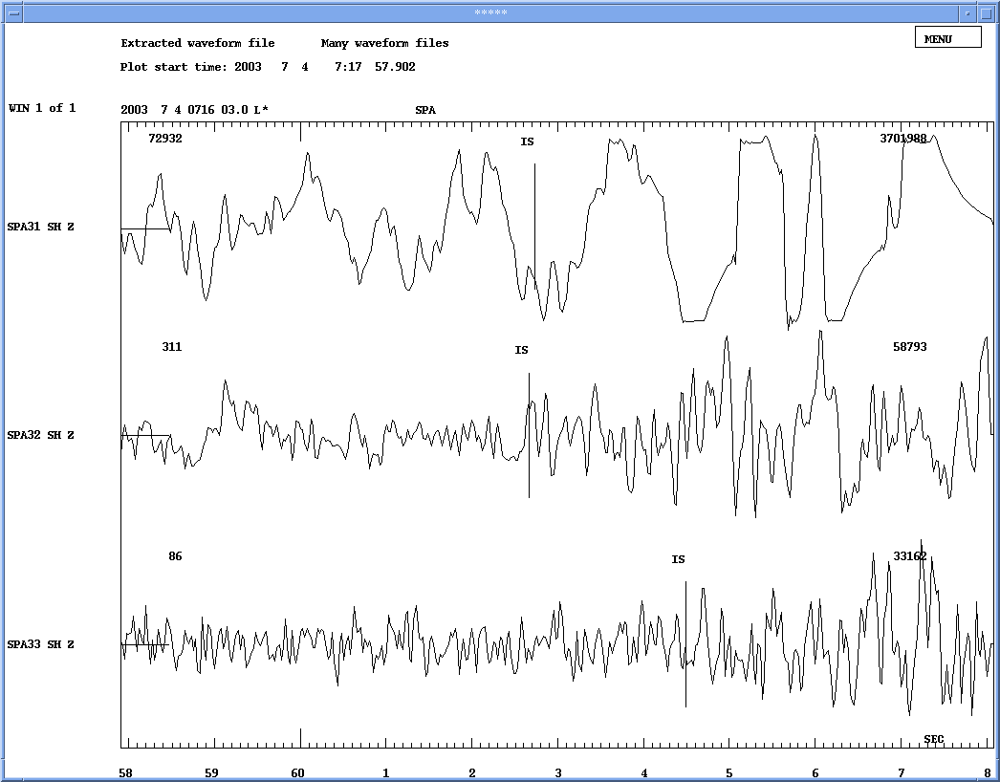 *****
MENU
Extracted waveform file Many waveform files
Plot start time: 2003 7 4 7:17 57.902
WIN 1 of 1
2003 7 4 0716 03.0 L* SPA
72932 IS 3701988
SPA31 SH Z
311 IS 58793
SPA32 SH Z
86 IS 33162
SPA33 SH Z
SEC
58 59 60 1 2 3 4 5 6 7 8